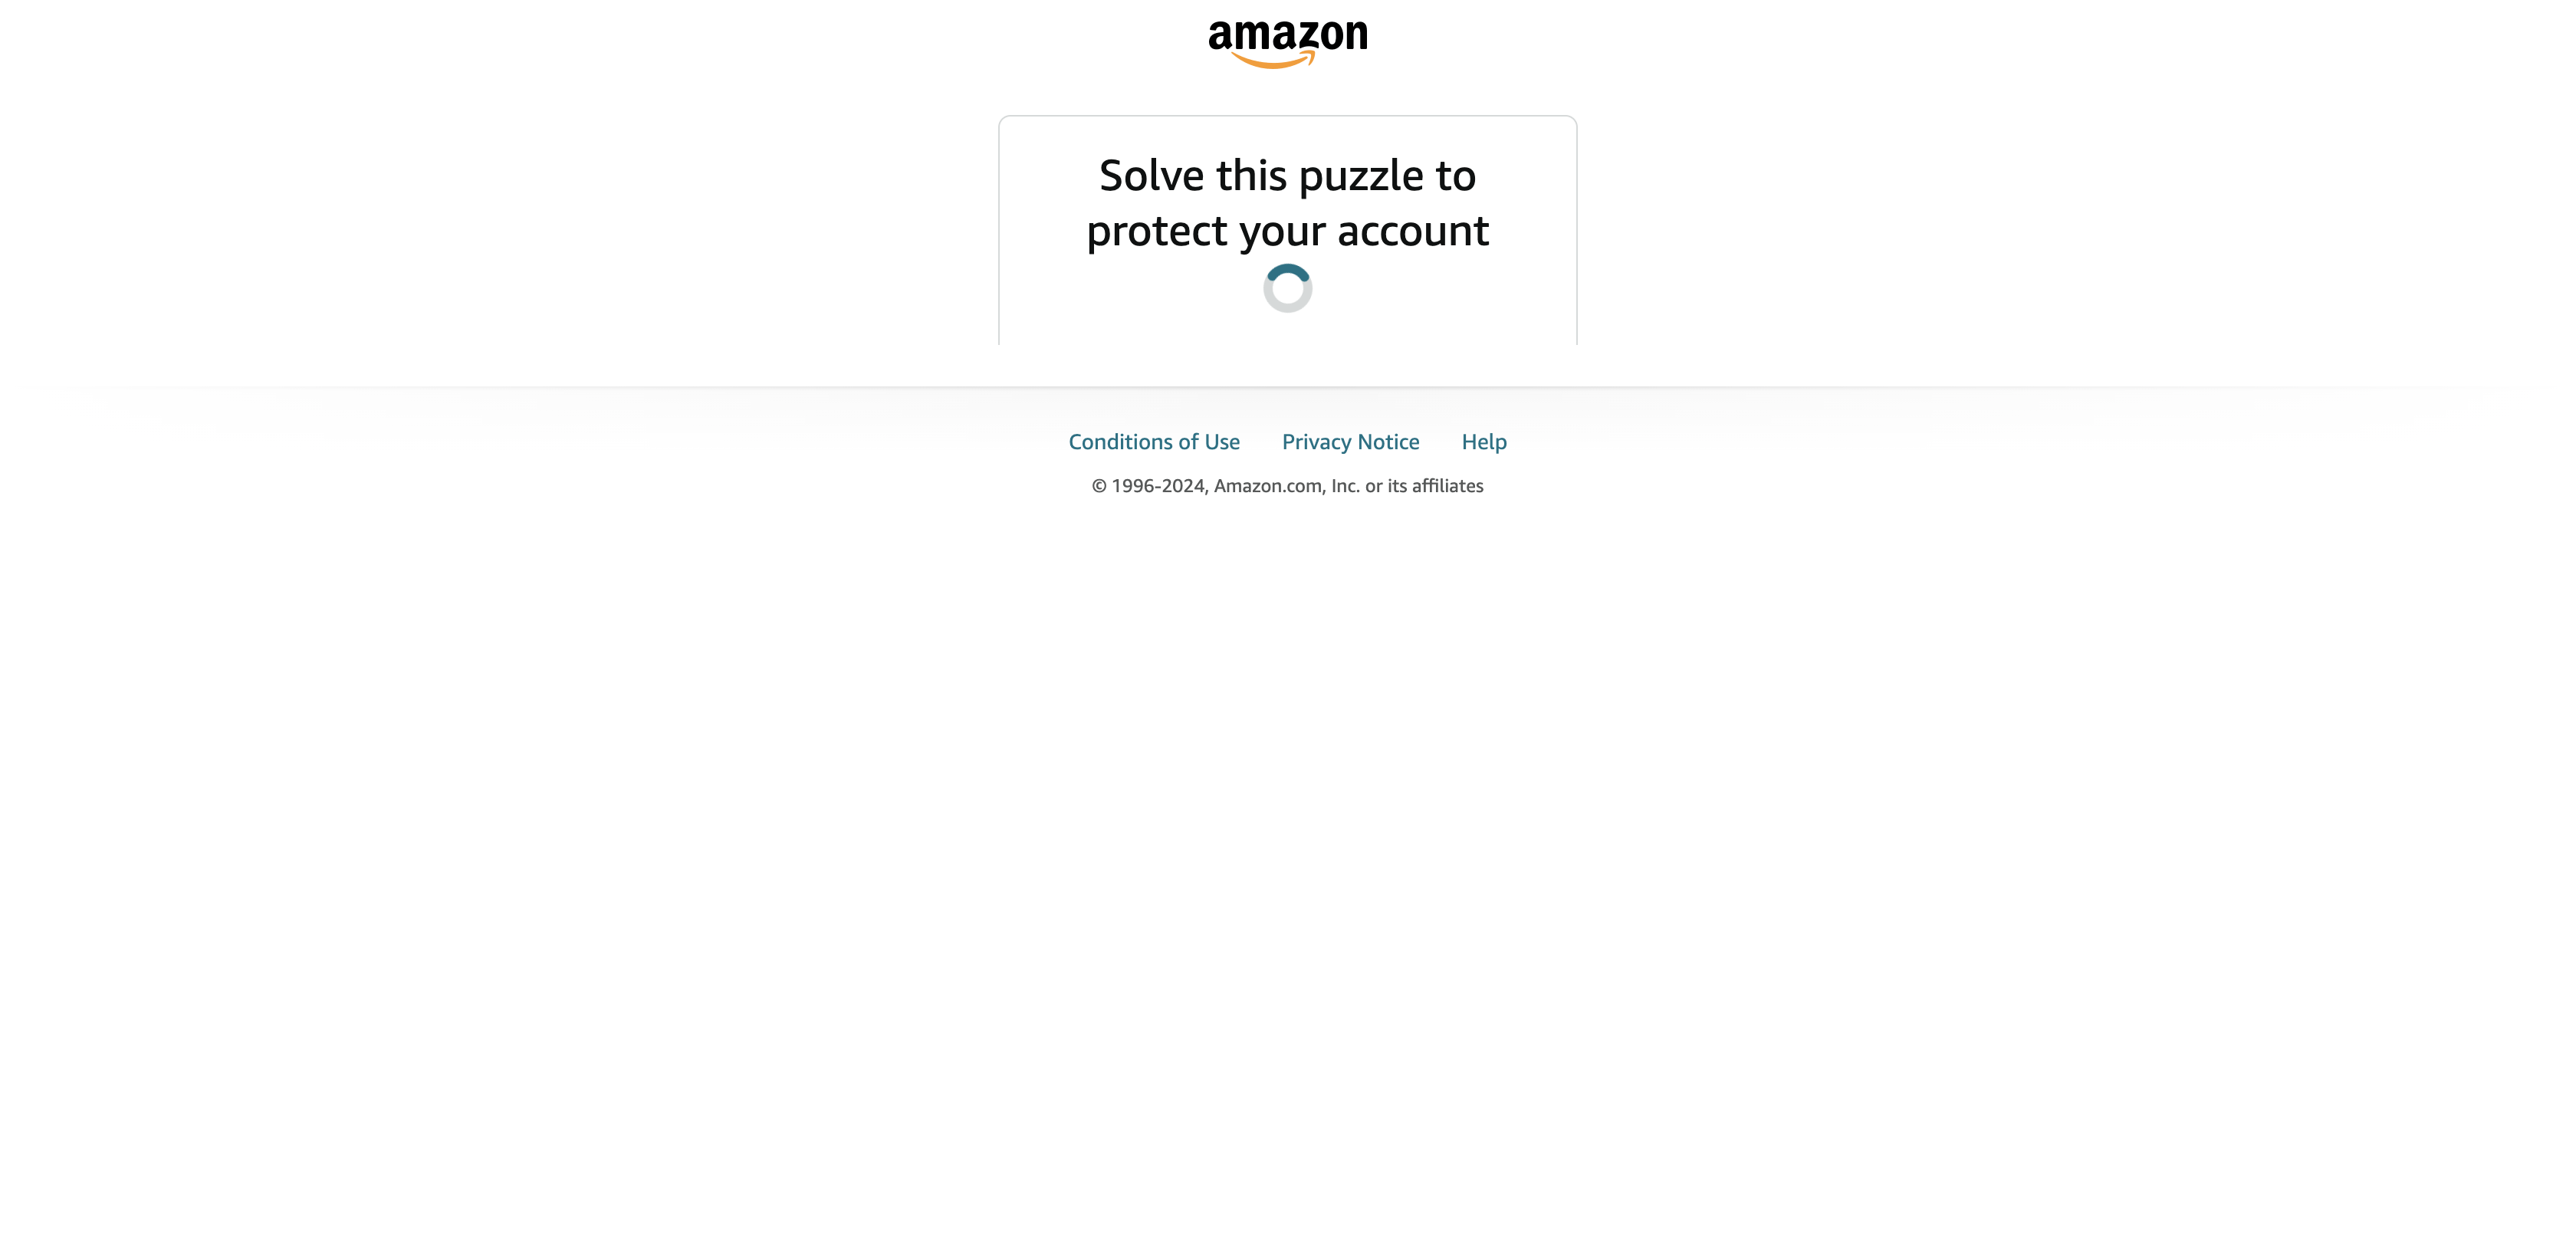 amazon
Solve this puzzle to
protect your account
Conditions of Use Privacy Notice Help
© 1996-2024, Amazon.com, Inc. or its affiliates